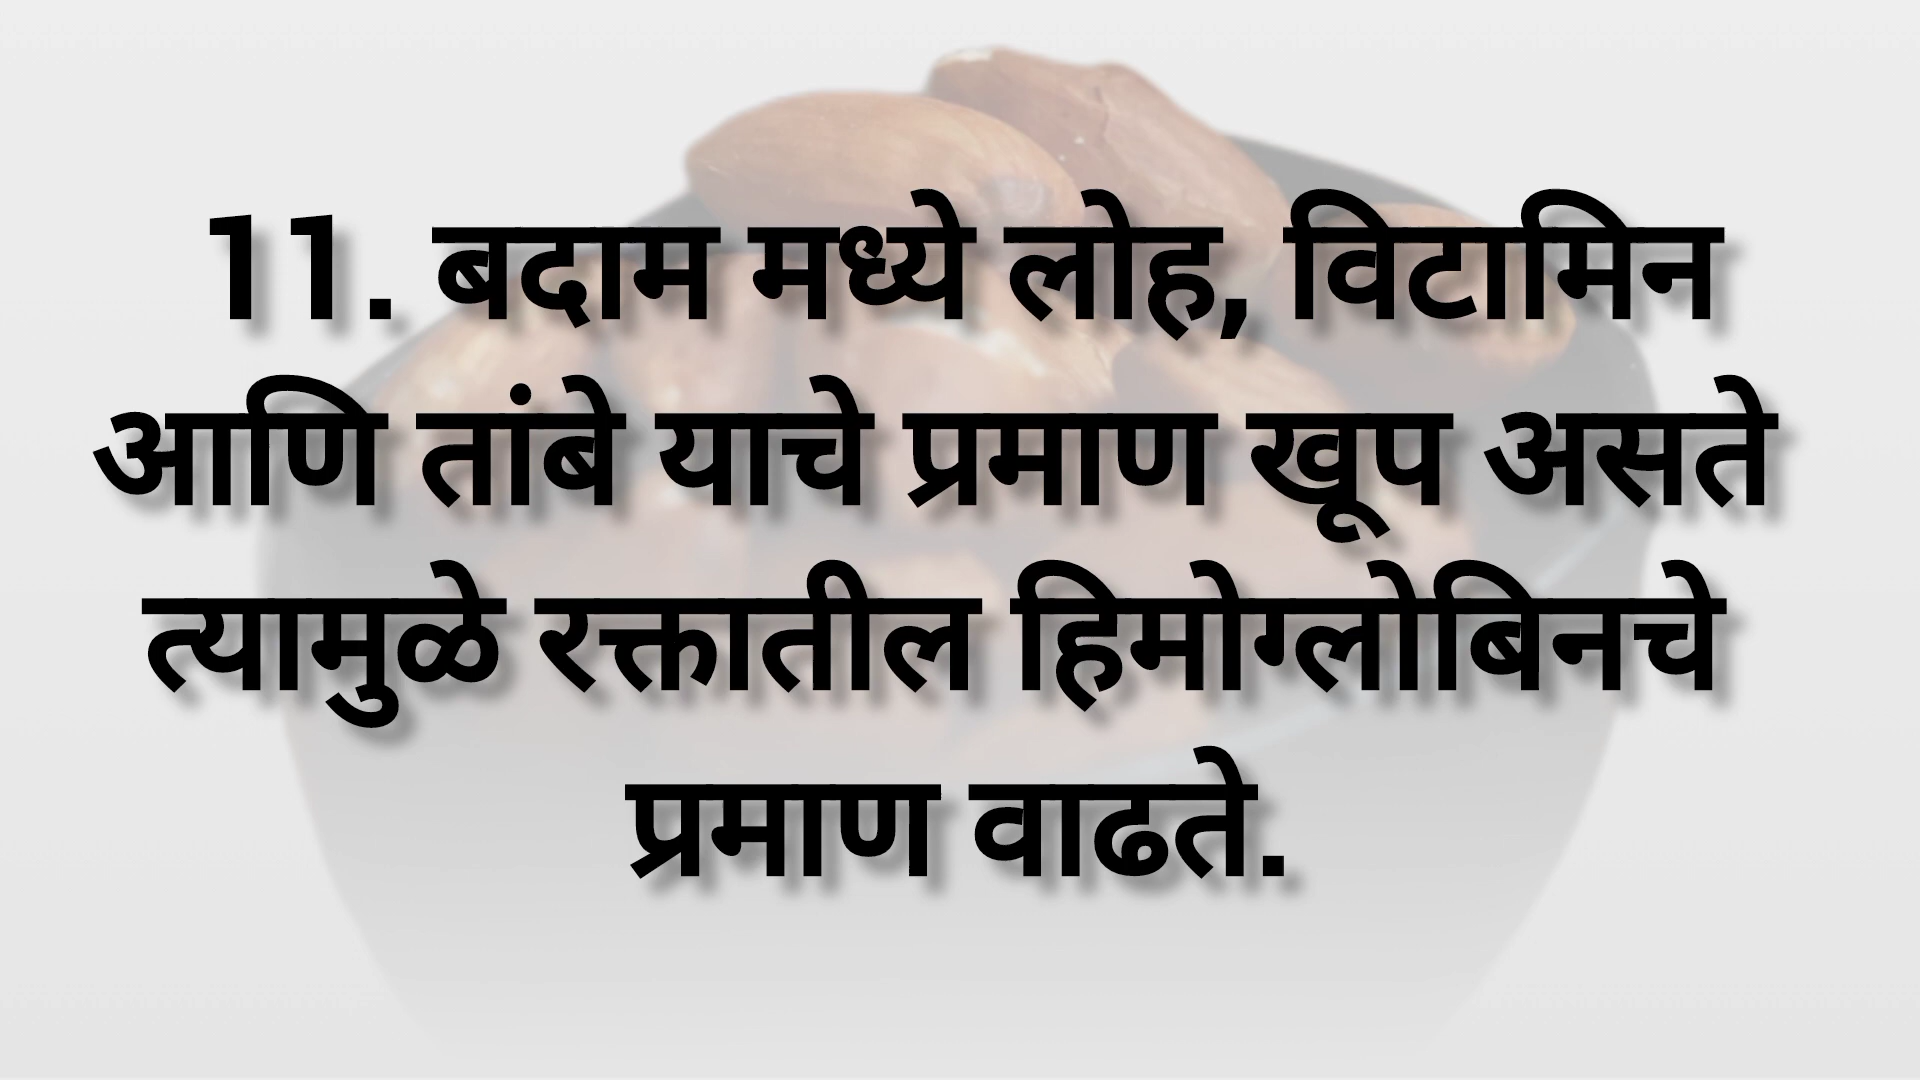 11. बदाम मध्ये लोह, विटामिन
आणि तांबे याचे प्रमाण खूप असते
त्यामुळे रक्तातील हिमोग्लोबिनचे
प्रमाण वाढते.